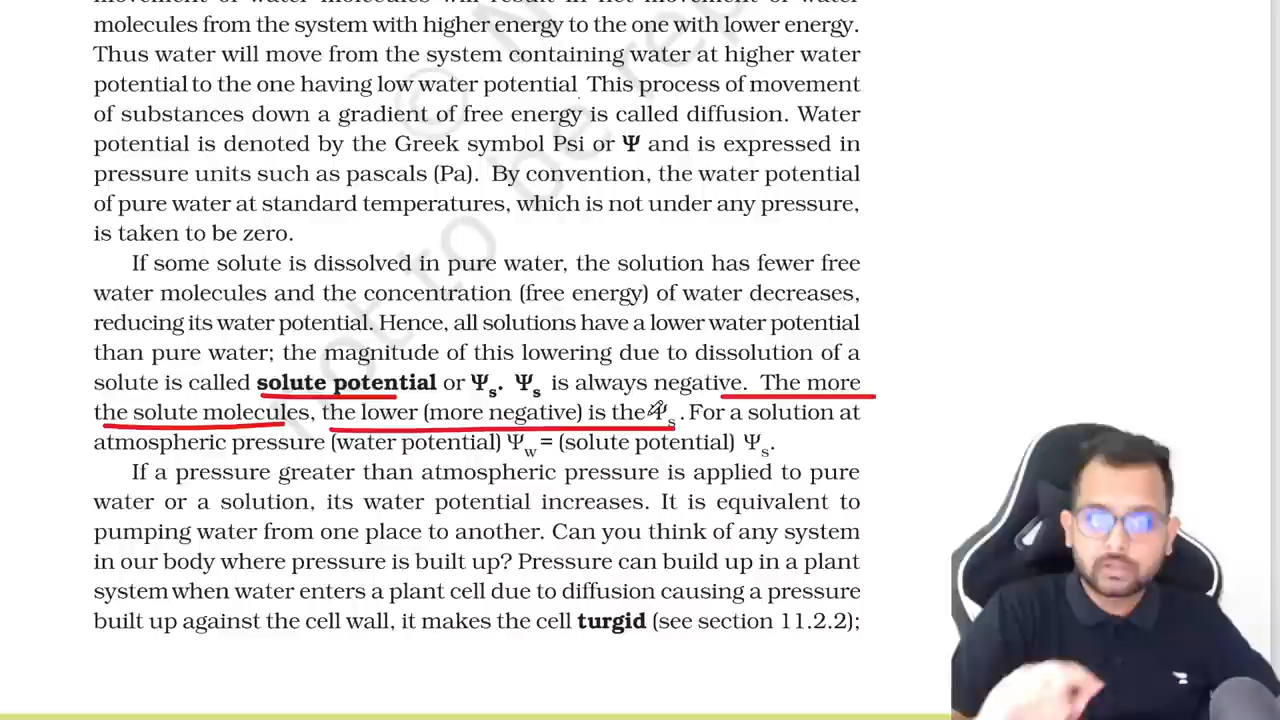 movement of water molecules will result in net movement of water
molecules from the system with higher energy to the one with lower energy.
Thus water will move from the system containing water at higher water
potential to the one having low water potential. This process of movement
of substances down a gradient of free energy is called diffusion. Water
potential is denoted by the Greek symbol Psi or Ψ and is expressed in
pressure units such as pascals (Pa). By convention, the water potential
of pure water at standard temperatures, which is not under any pressure,
is taken to be zero.
If some solute is dissolved in pure water, the solution has fewer free
water molecules and the concentration (free energy) of water decreases,
reducing its water potential. Hence, all solutions have a lower water potential
than pure water; the magnitude of this lowering due to dissolution of a
solute is called solute potential or Ψs. Ψs is always negative. The more
the solute molecules, the lower (more negative) is the Ψs. For a solution at
atmospheric pressure (water potential) Ψw = (solute potential) Ψs.
If a pressure greater than atmospheric pressure is applied to pure
water or a solution, its water potential increases. It is equivalent to
pumping water from one place to another. Can you think of any system
in our body where pressure is built up? Pressure can build up in a plant
system when water enters a plant cell due to diffusion causing a pressure
built up against the cell wall, it makes the cell turgid (see section 11.2.2);
© N
not to be rep